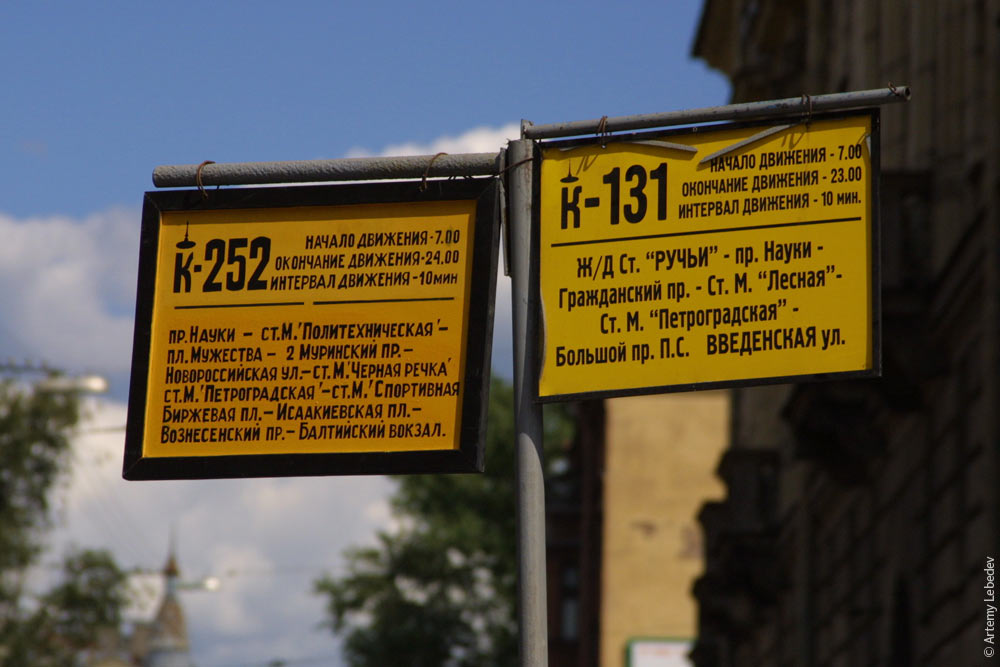 К-252
НАЧАЛО ДВИЖЕНИЯ-7.00
ОКОНЧАНИЕ ДВИЖЕНИЯ-24.00
ИНТЕРВАЛ ДВИЖЕНИЯ-10МИН
ПР.НАУКИ – СТ.М.'ПОЛИТЕХНИЧЕСКАЯ'–
ПЛ.МУЖЕСТВА – 2 МУРИНСКИЙ ПР.–
НОВОРОССИЙСКАЯ УЛ.–СТ.М.'ЧЕРНАЯ РЕЧКА'
СТ.М.'ПЕТРОГРАДСКАЯ'–СТ.М.'СПОРТИВНАЯ
БИРЖЕВАЯ ПЛ.– ИСААКИЕВСКАЯ ПЛ.–
ВОЗНЕСЕНСКИЙ ПР.– БАЛТИЙСКИЙ ВОКЗАЛ.
К-131
НАЧАЛО ДВИЖЕНИЯ - 7.00
ОКОНЧАНИЕ ДВИЖЕНИЯ - 23.00
ИНТЕРВАЛ ДВИЖЕНИЯ - 10 МИН.
Ж/Д Ст. "РУЧЬИ" - пр. Науки -
Гражданский пр. - Ст. М. "Лесная"-
Ст. М. "Петроградская" -
Большой пр. П.С. ВВЕДЕНСКАЯ ул.
© Artemy Lebedev